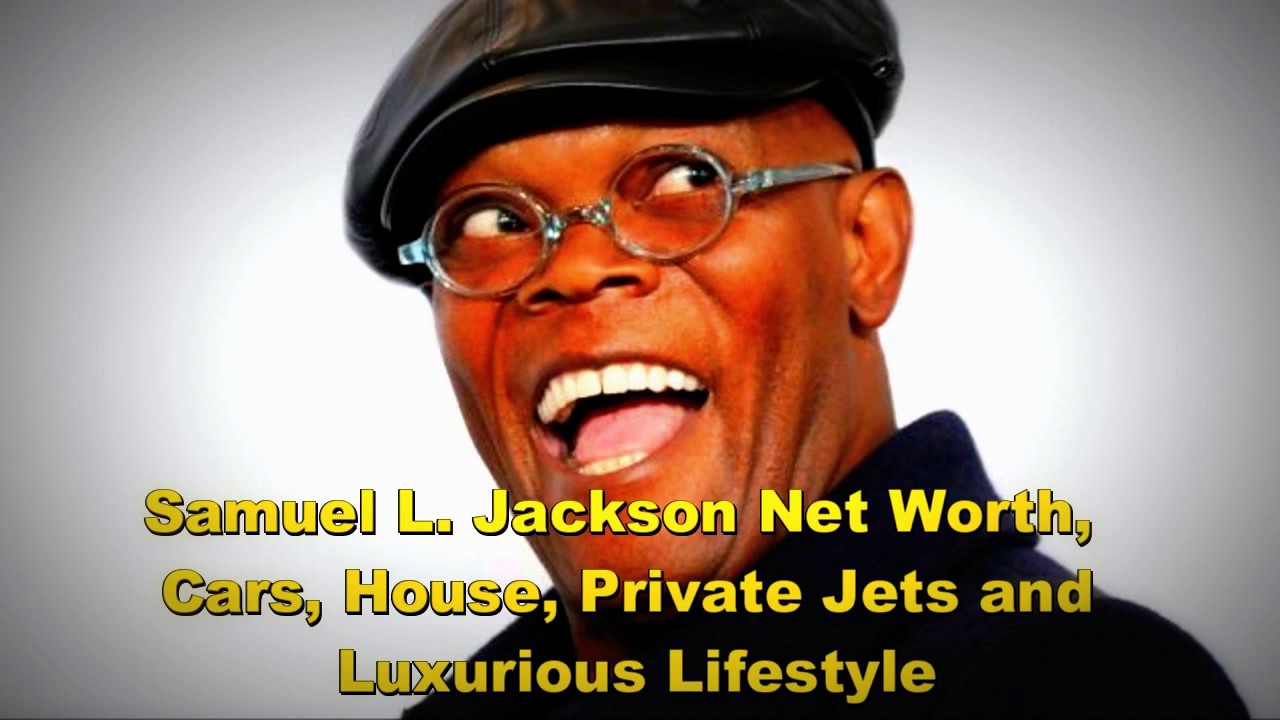 Samuel L. Jackson Net Worth,
Cars, House, Private Jets and
Luxurious Lifestyle